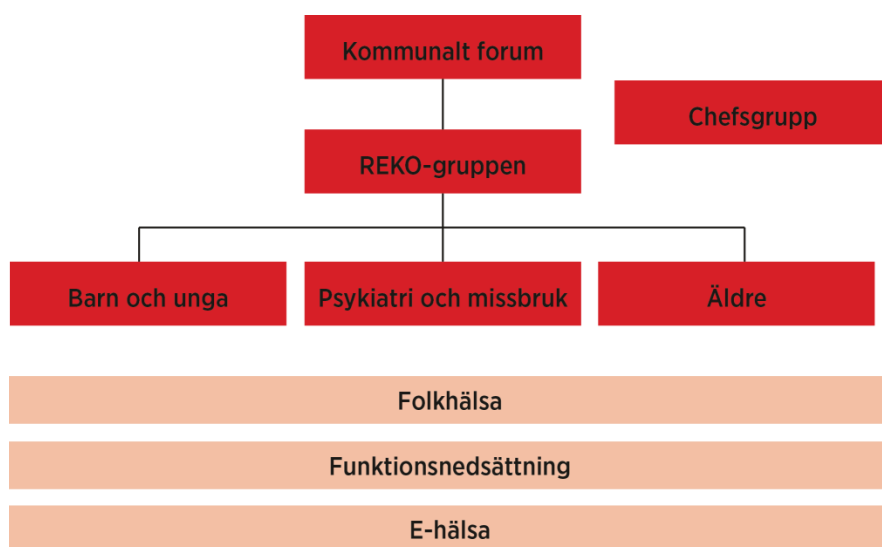 Kommunalt forum
Chefsgrupp
REKO-gruppen
Barn och unga
Psykiatri och missbruk
Äldre
Folkhälsa
Funktionsnedsättning
E-hälsa